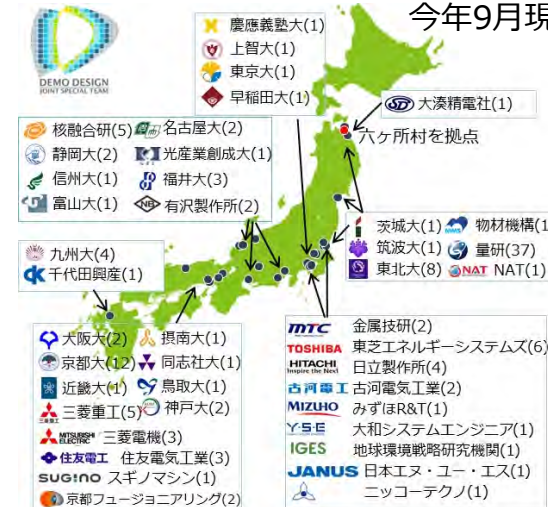 今年9月現
DEMO DESIGN
JOINT SPECIAL TEAM
慶應義塾大(1)
上智大(1)
東京大(1)
早稲田大(1)
大湊精電社(1)
六ヶ所村を拠点
核融合研(5) 名古屋大(2)
静岡大(2) 光産業創成大(1)
信州大(1) 福井大(3)
富山大(1) 有沢製作所(2)
茨城大(1) 物材機構(1
筑波大(1) 量研(37)
東北大(8) NAT NAT(1)
九州大(4)
千代田興産(1)
大阪大(2) 摂南大(1)
京都大(12) 同志社大(1)
近畿大(1) 鳥取大(1)
三菱重工(5) 神戸大(2)
MITSUBISHI ELECTRIC 三菱電機(3)
住友電工 住友電気工業(3)
SUGINO スギノマシン(1)
京都フュージョニアリング(2)
MTC 金属技研(2)
TOSHIBA 東芝エネルギーシステムズ(6)
HITACHI Inspire the Next 日立製作所(4)
古河電工 古河電気工業(2)
MIZUHO みずほR&T(1)
Y·S·E 大和システムエンジニア(1)
IGES 地球環境戦略研究機関(1)
JANUS 日本エヌ・ユー・エス(1)
ニッコーテクノ(1)